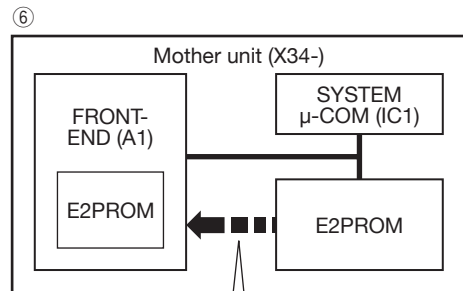 ⑥
Mother unit (X34-)
FRONT-
END (A1)
E2PROM
SYSTEM
µ-COM (IC1)
E2PROM